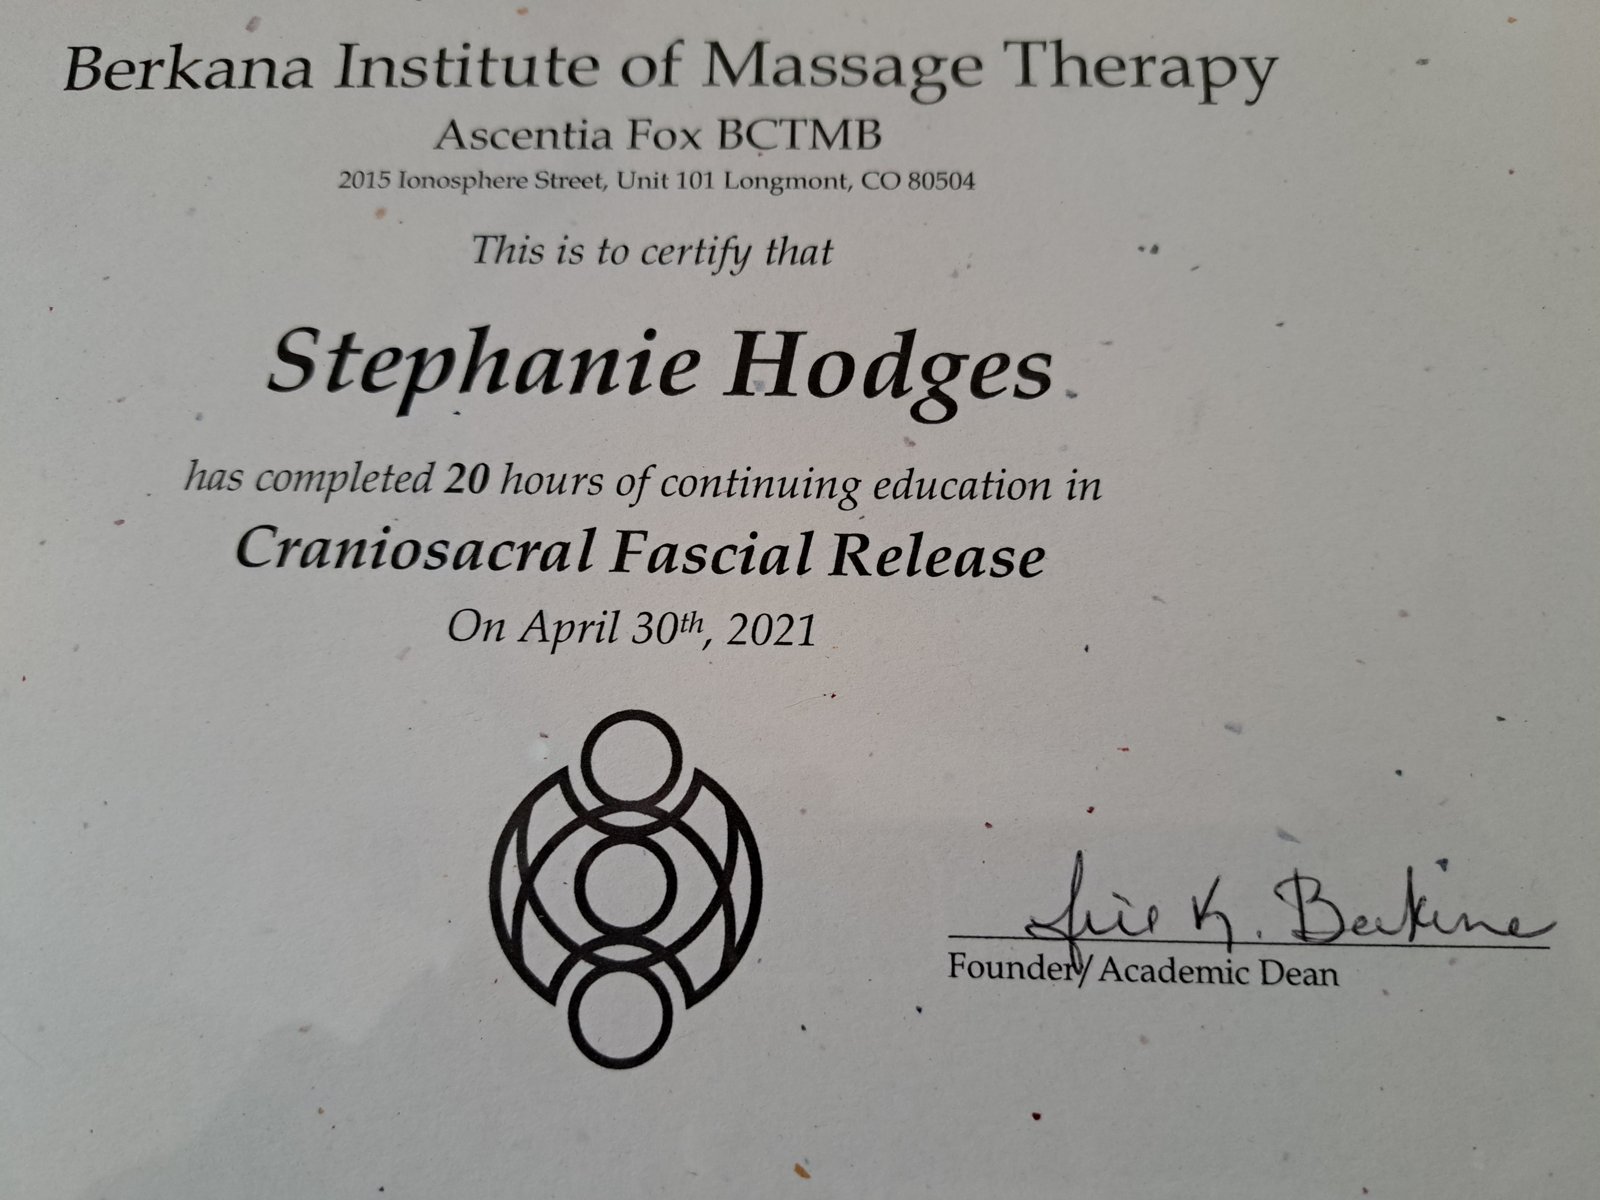 Berkana Institute of Massage Therapy
Ascentia Fox BCTMB
2015 Ionosphere Street, Unit 101 Longmont, CO 80504
This is to certify that
Stephanie Hodges
has completed 20 hours of continuing education in
Craniosacral Fascial Release
On April 30th, 2021
K.
Founder/Academic Dean